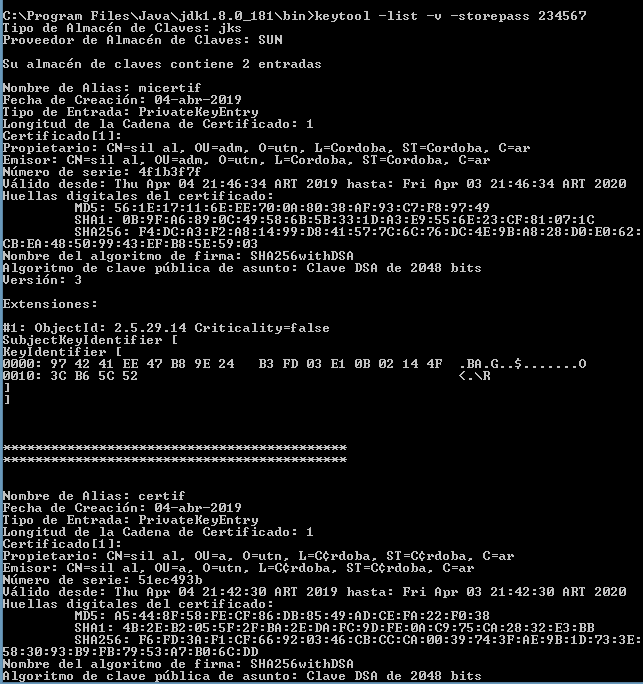 C:\Program Files\Java\jdk1.8.0_181\bin>keytool -list -v -storepass 234567
Tipo de Almacén de Claves: jks
Proveedor de Almacén de Claves: SUN
Su almacén de claves contiene 2 entradas
Nombre de Alias: micertif
Fecha de Creación: 04-abr-2019
Tipo de Entrada: PrivateKeyEntry
Longitud de la Cadena de Certificado: 1
Certificado[1]:
Propietario: CN=sil al, OU=adm, O=utn, L=Cordoba, ST=Cordoba, C=ar
Emisor: CN=sil al, OU=adm, O=utn, L=Cordoba, ST=Cordoba, C=ar
Número de serie: 4f1b3f7f
Válido desde: Thu Apr 04 21:46:34 ART 2019 hasta: Fri Apr 03 21:46:34 ART 2020
Huellas digitales del certificado:
MD5: 56:1E:17:11:6E:EE:70:0A:80:38:AF:93:C7:F8:97:49
SHA1: 0B:9F:A6:89:0C:49:58:6B:5B:33:1D:A3:E9:55:6E:23:CF:81:07:1C
SHA256: F4:DC:A3:F2:A8:14:99:D8:41:57:7C:6C:76:DC:4E:9B:A8:28:D0:E0:62:
CB:EA:48:50:99:43:EF:B8:5E:59:03
Nombre del algoritmo de firma: SHA256withDSA
Algoritmo de clave pública de asunto: Clave DSA de 2048 bits
Versión: 3
Extensiones:
#1: ObjectId: 2.5.29.14 Criticality=false
SubjectKeyIdentifier [
KeyIdentifier [
0000: 97 42 41 EE 47 B8 9E 24   B3 FD 03 E1 0B 02 14 4F  .BA.G..$.......O
0010: 3C B6 5C 52                                        <.\R
]
]
*******************************************
*******************************************
Nombre de Alias: certif
Fecha de Creación: 04-abr-2019
Tipo de Entrada: PrivateKeyEntry
Longitud de la Cadena de Certificado: 1
Certificado[1]:
Propietario: CN=sil al, OU=a, O=utn, L=C¢rdoba, ST=C¢rdoba, C=ar
Emisor: CN=sil al, OU=a, O=utn, L=C¢rdoba, ST=C¢rdoba, C=ar
Número de serie: 51ec493b
Válido desde: Thu Apr 04 21:42:30 ART 2019 hasta: Fri Apr 03 21:42:30 ART 2020
Huellas digitales del certificado:
MD5: A5:44:8F:58:FE:CF:86:DB:85:49:AD:CE:FA:22:F0:38
SHA1: 4B:2E:B2:05:5F:2F:BA:2E:DA:FC:9D:FE:0A:C9:75:CA:28:32:E3:BB
SHA256: F6:FD:3A:F1:CF:66:92:03:46:CB:CC:CA:00:39:74:3F:AE:9B:1D:73:3E:
58:30:93:B9:FB:79:53:A7:B0:6C:DD
Nombre del algoritmo de firma: SHA256withDSA
Algoritmo de clave pública de asunto: Clave DSA de 2048 bits